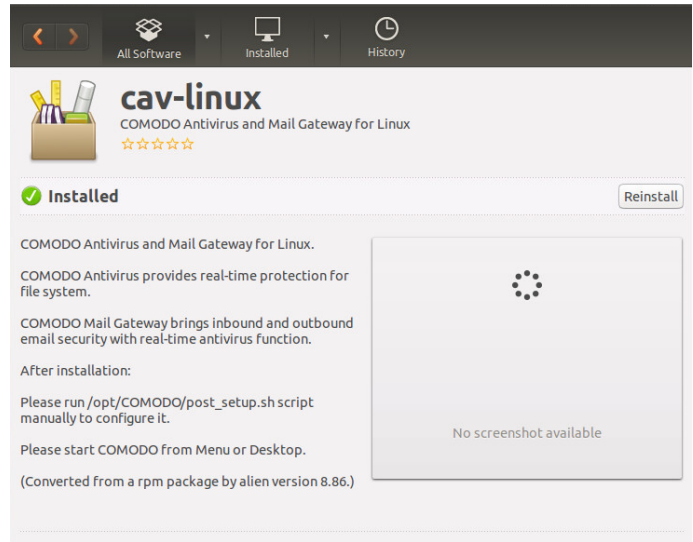 All Software
Installed
History
cav-linux
COMODO Antivirus and Mail Gateway for Linux
Installed
Reinstall
COMODO Antivirus and Mail Gateway for Linux.
COMODO Antivirus provides real-time protection for
file system.
COMODO Mail Gateway brings inbound and outbound
email security with real-time antivirus function.
After installation:
Please run /opt/COMODO/post_setup.sh script
manually to configure it.
Please start COMODO from Menu or Desktop.
(Converted from a rpm package by alien version 8.86.)
No screenshot available